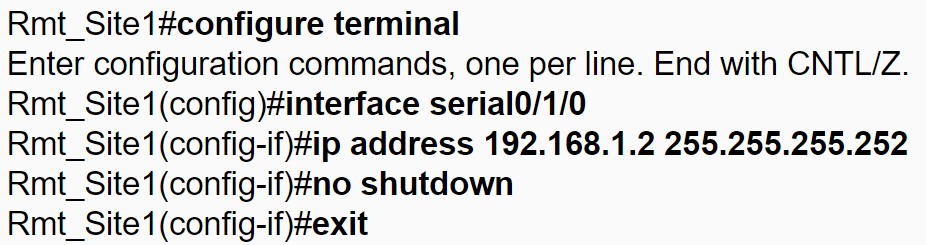 Rmt_Site1#configure terminal
Enter configuration commands, one per line. End with CNTL/Z.
Rmt_Site1(config)#interface serial0/1/0
Rmt_Site1(config-if)#ip address 192.168.1.2 255.255.255.252
Rmt_Site1(config-if)#no shutdown
Rmt_Site1(config-if)#exit